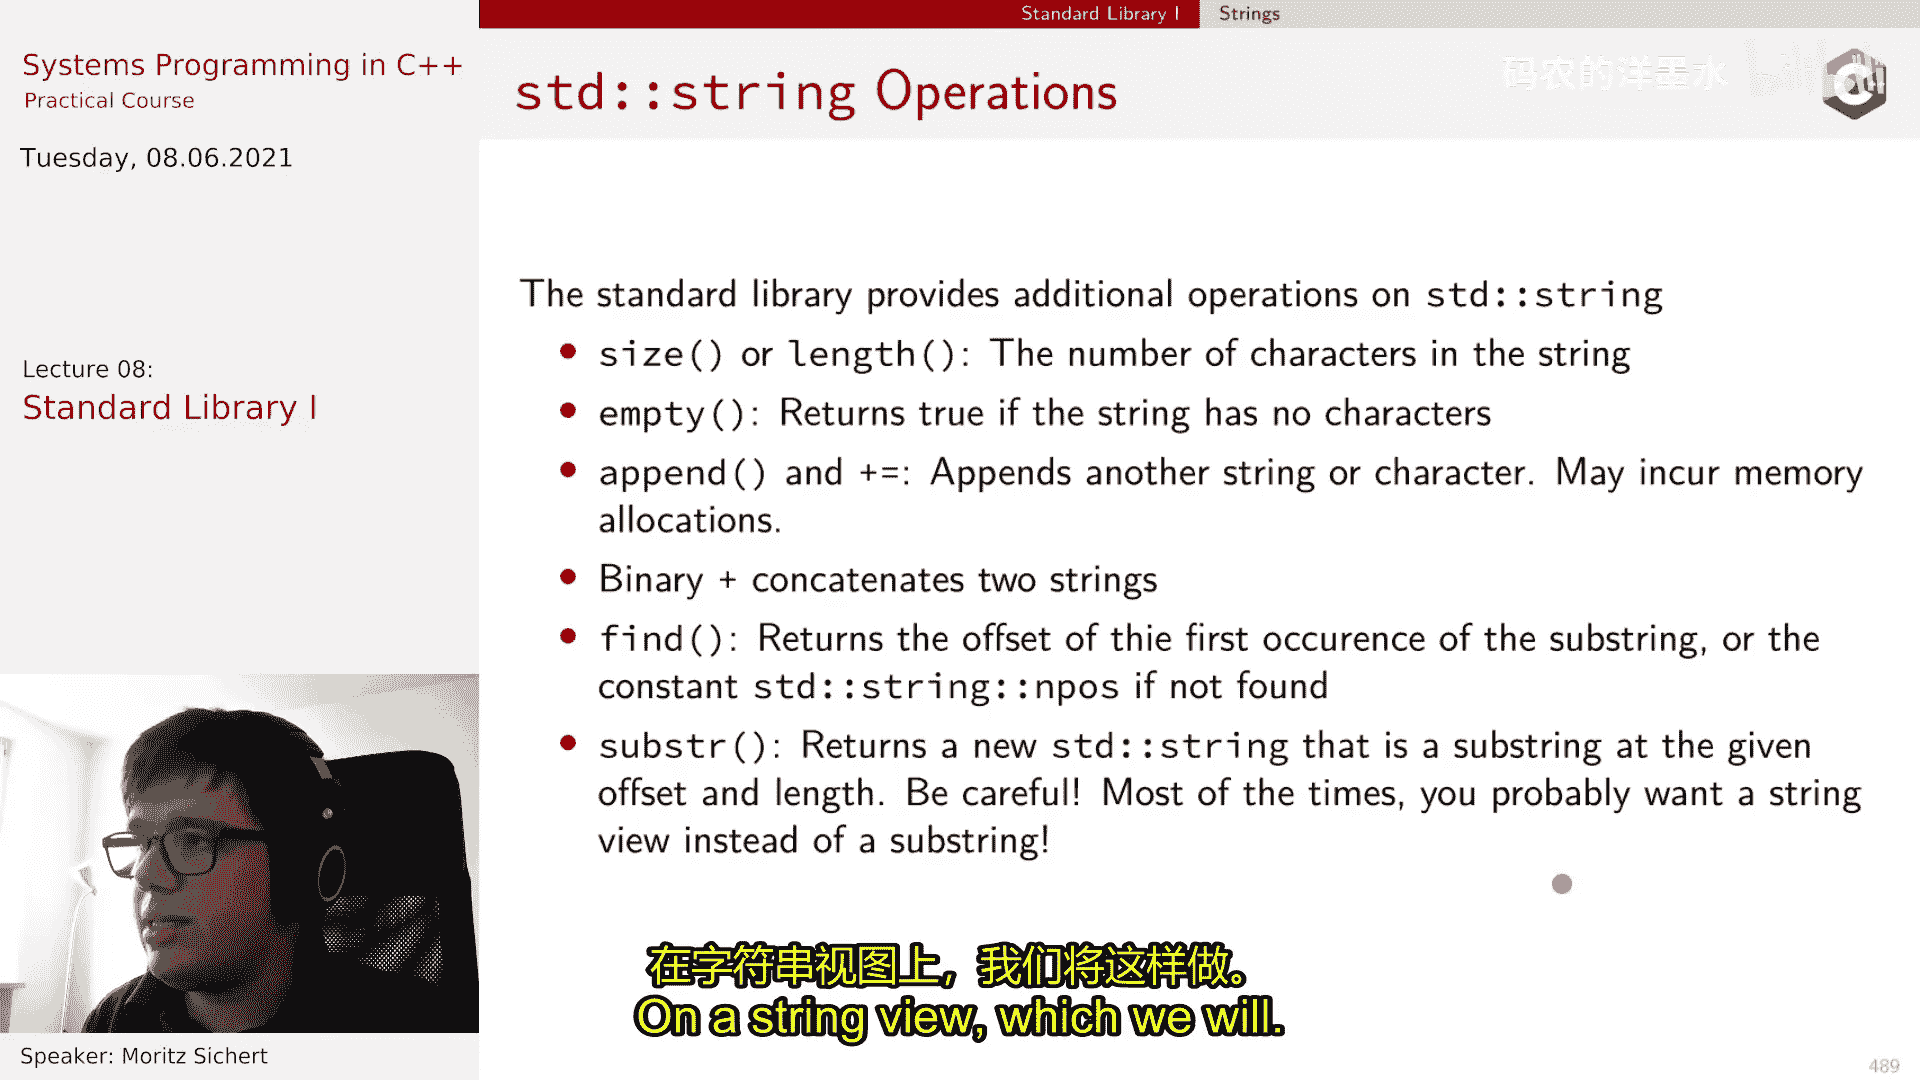 Standard Library I
Strings
Systems Programming in C++
Practical Course
Tuesday, 08.06.2021
Lecture 08:
Standard Library I
std::string Operations
码农的洋墨水
The standard library provides additional operations on std::string
• size() or length(): The number of characters in the string
• empty(): Returns true if the string has no characters
• append() and +=: Appends another string or character. May incur memory
allocations.
• Binary + concatenates two strings
• find(): Returns the offset of thie first occurence of the substring, or the
constant std::string::npos if not found
• substr(): Returns a new std::string that is a substring at the given
offset and length. Be careful! Most of the times, you probably want a string
view instead of a substring!
在字符串视图上，我们将这样做。
On a string view, which we will.
Speaker: Moritz Sichert
489